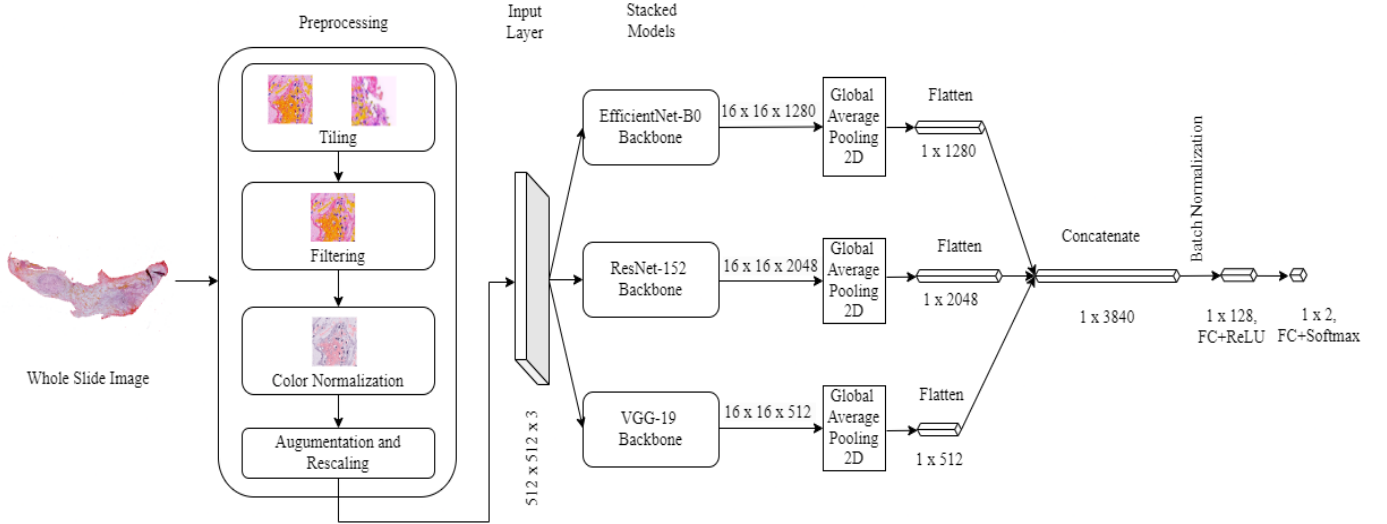 Preprocessing
Input
Layer
Stacked
Models
Tiling
Filtering
Color Normalization
Augumentation and
Rescaling
Whole Slide Image
512 x 512 x 3
EfficientNet-B0
Backbone
16 x 16 x 1280
Global
Average
Pooling
2D
Flatten
1 x 1280
ResNet-152
Backbone
16 x 16 x 2048
Global
Average
Pooling
2D
Flatten
1 x 2048
VGG-19
Backbone
16 x 16 x 512
Global
Average
Pooling
2D
Flatten
1 x 512
Concatenate
1 x 3840
Batch Normalization
1 x 128,
FC+ReLU
1 x 2,
FC+Softmax